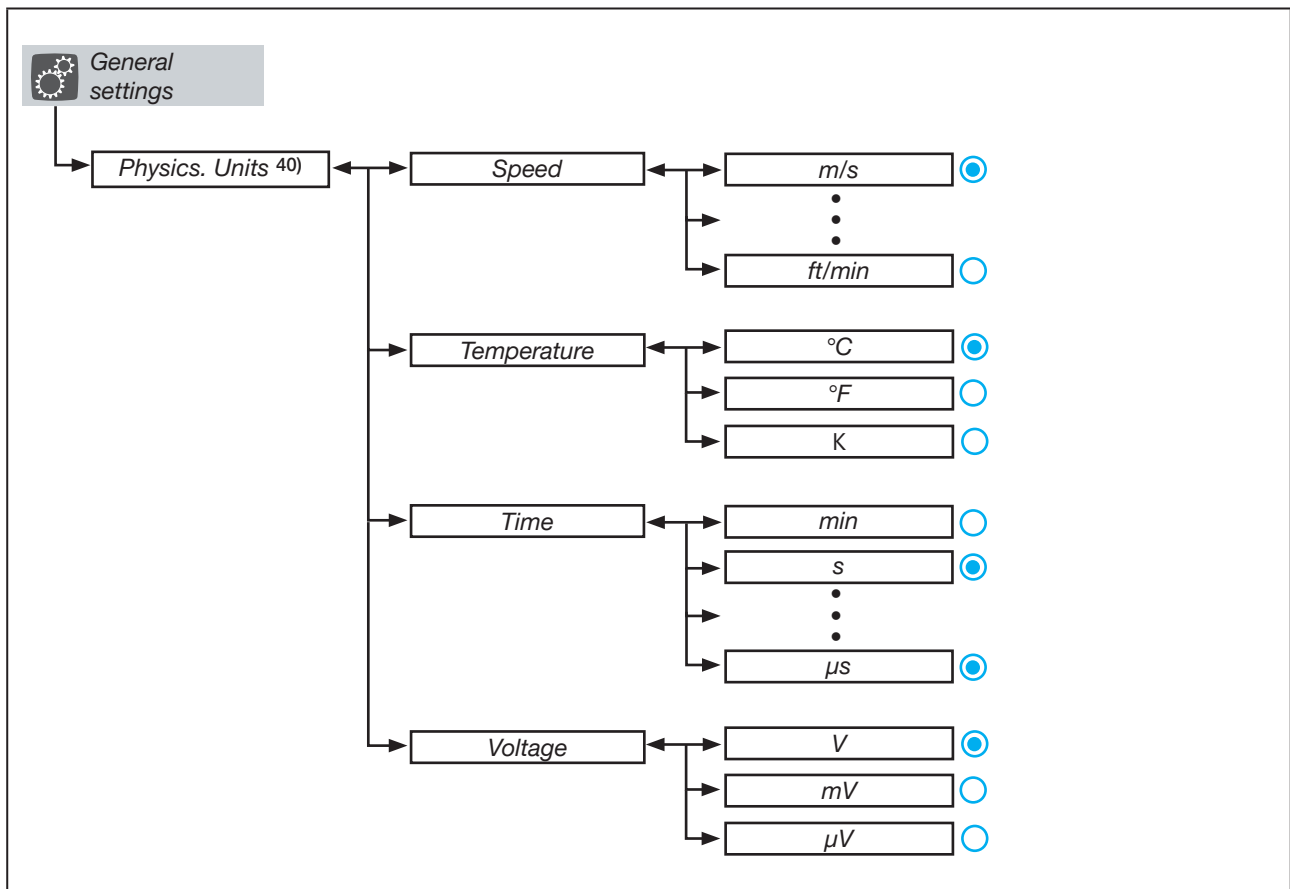 General
settings
Physics. Units 40)
Speed
m/s
ft/min
Temperature
°C
°F
K
Time
min
s
µs
Voltage
V
mV
µV